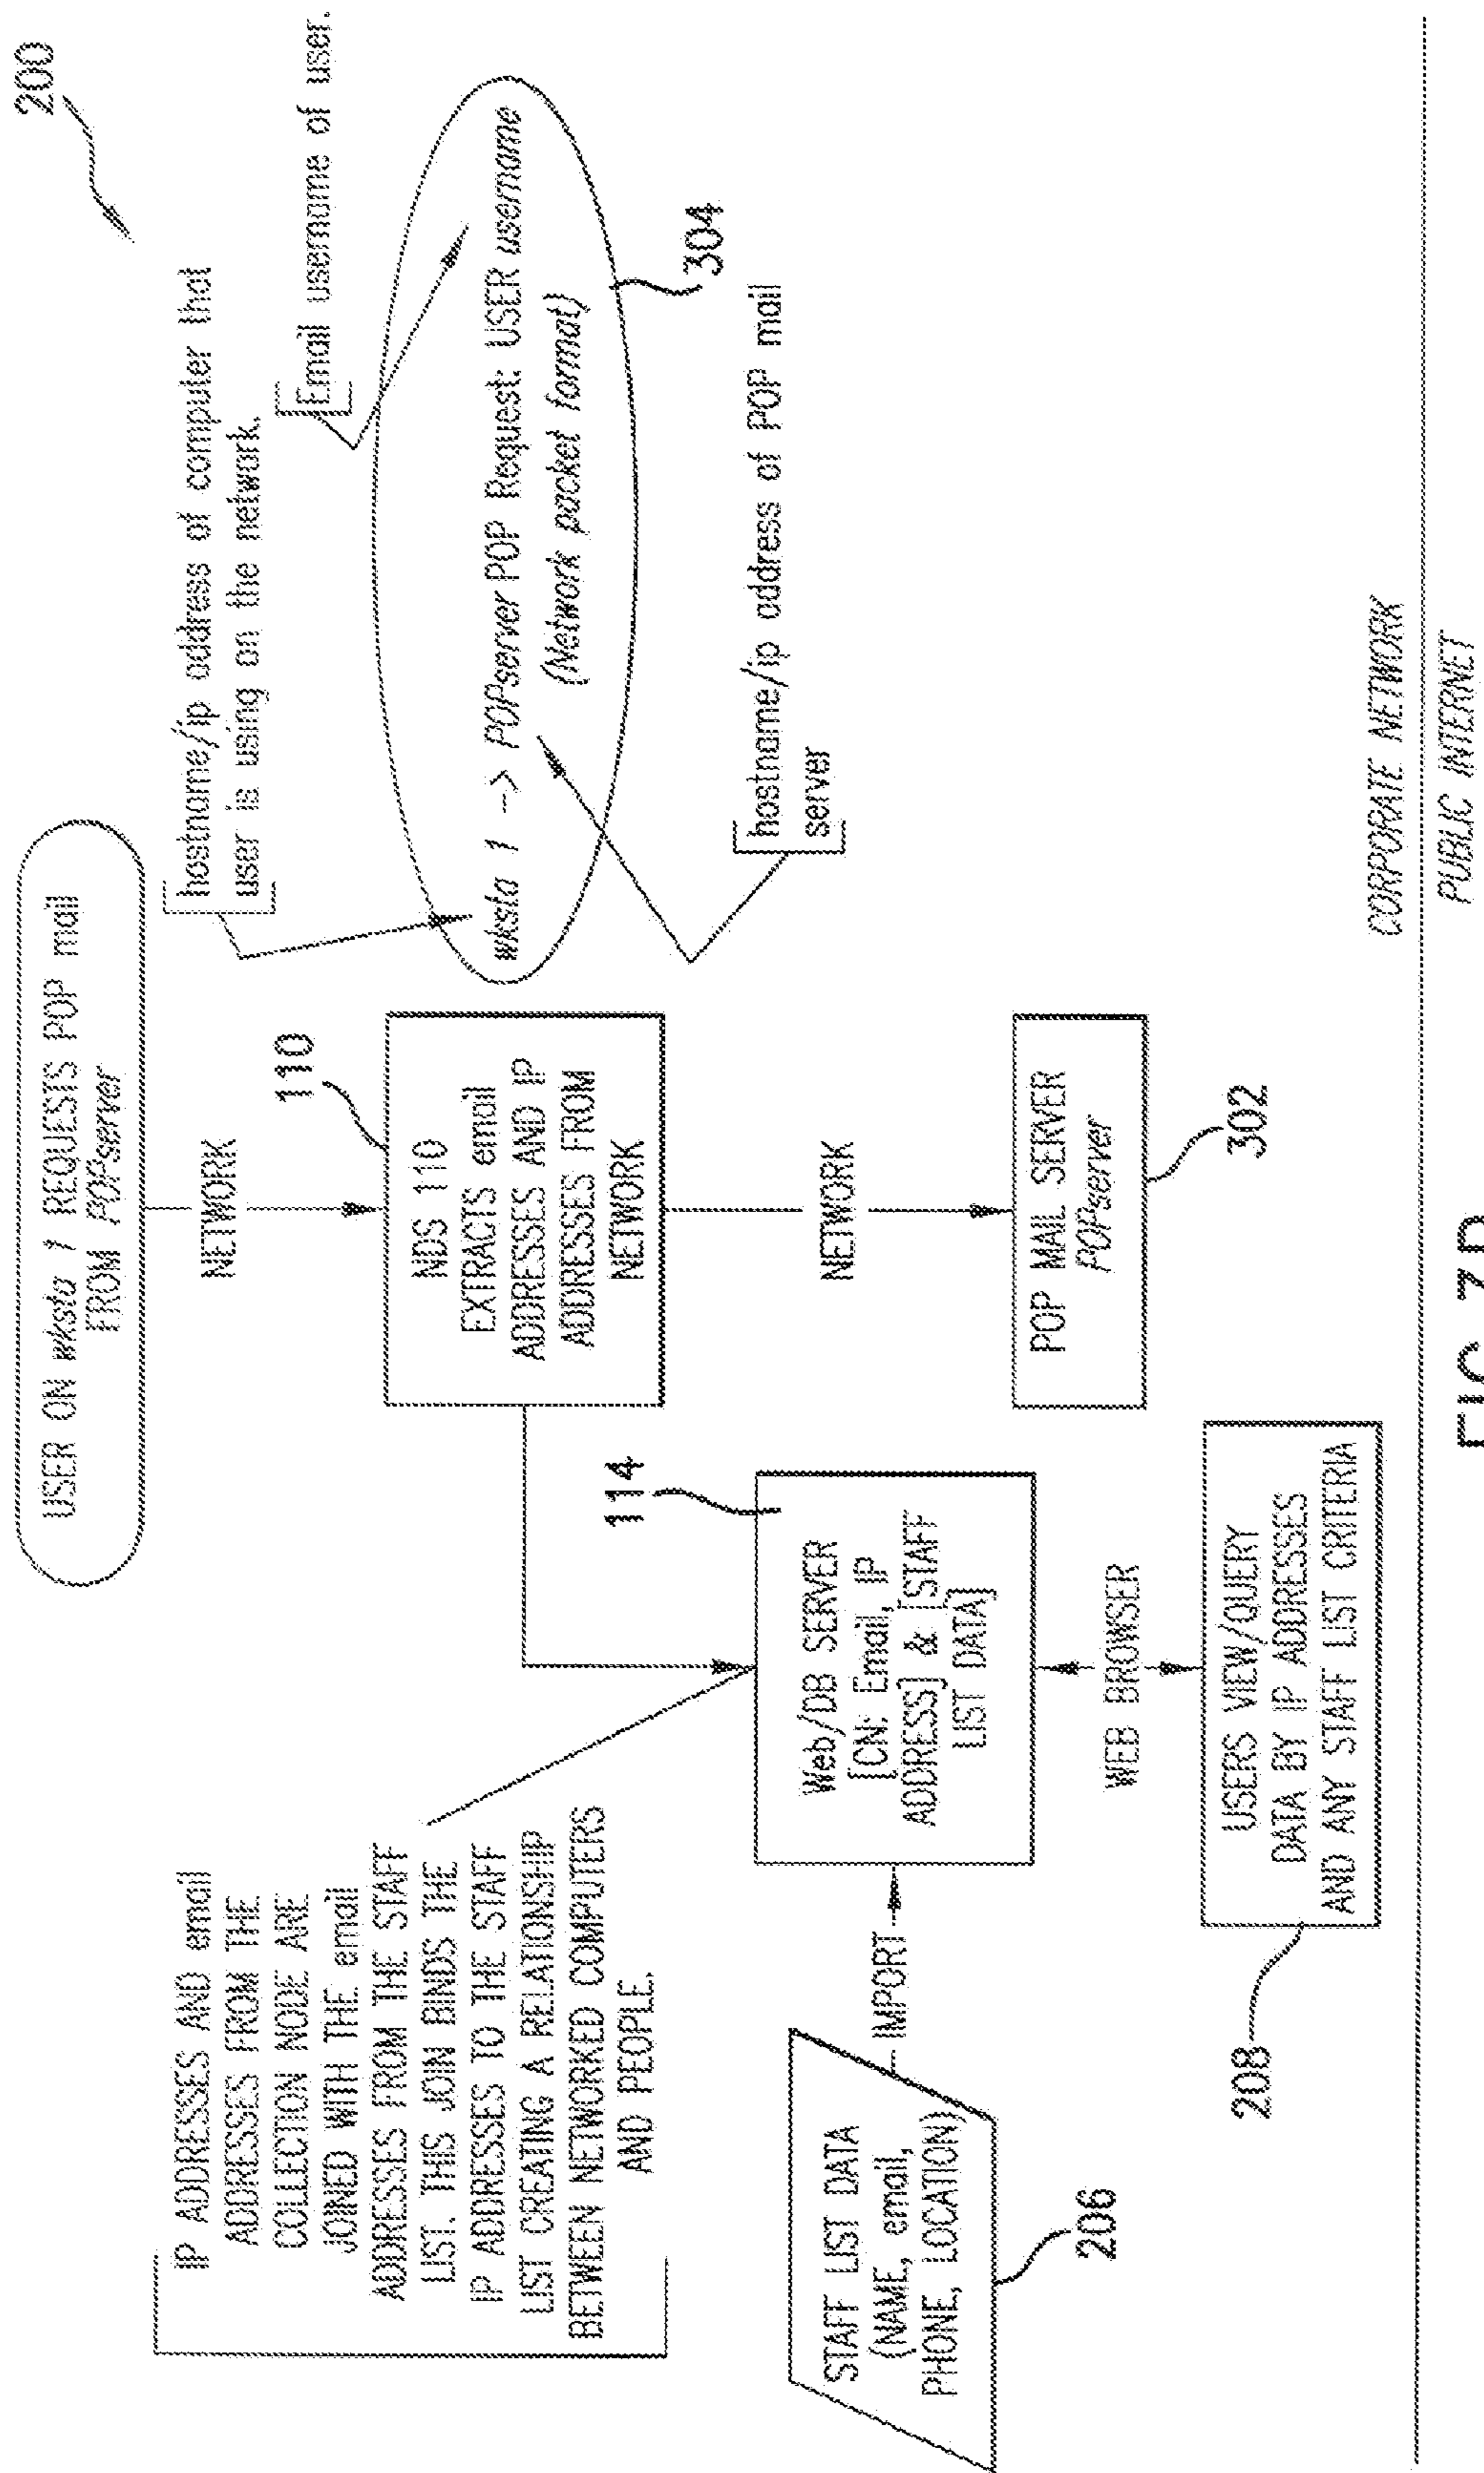 200
USER ON wksta 1 REQUESTS POP mail
FROM POPserver
NETWORK
hostname/ip address of computer that
user is using on the network.
Email username of user.
wksta 1 -> POPserver POP Request: USER username
(Network packet format)
304
hostname/ip address of POP mail
server
110
NDS 110
EXTRACTS email
ADDRESSES AND IP
ADDRESSES FROM
NETWORK
NETWORK
POP MAIL SERVER
POPserver
302
IP ADDRESSES AND email
ADDRESSES FROM THE
COLLECTION NODE ARE
JOINED WITH THE email
ADDRESSES FROM THE STAFF
LIST. THIS JOIN BINDS THE
IP ADDRESSES TO THE STAFF
LIST CREATING A RELATIONSHIP
BETWEEN NETWORKED COMPUTERS
AND PEOPLE.
114
Web/DB SERVER
[CN: Email, IP
ADDRESS] & [STAFF
LIST DATA]
STAFF LIST DATA
(NAME, email,
PHONE, LOCATION)
206
IMPORT
WEB BROWSER
USERS VIEW/QUERY
DATA BY IP ADDRESSES
AND ANY STAFF LIST CRITERIA
208
CORPORATE NETWORK
PUBLIC INTERNET